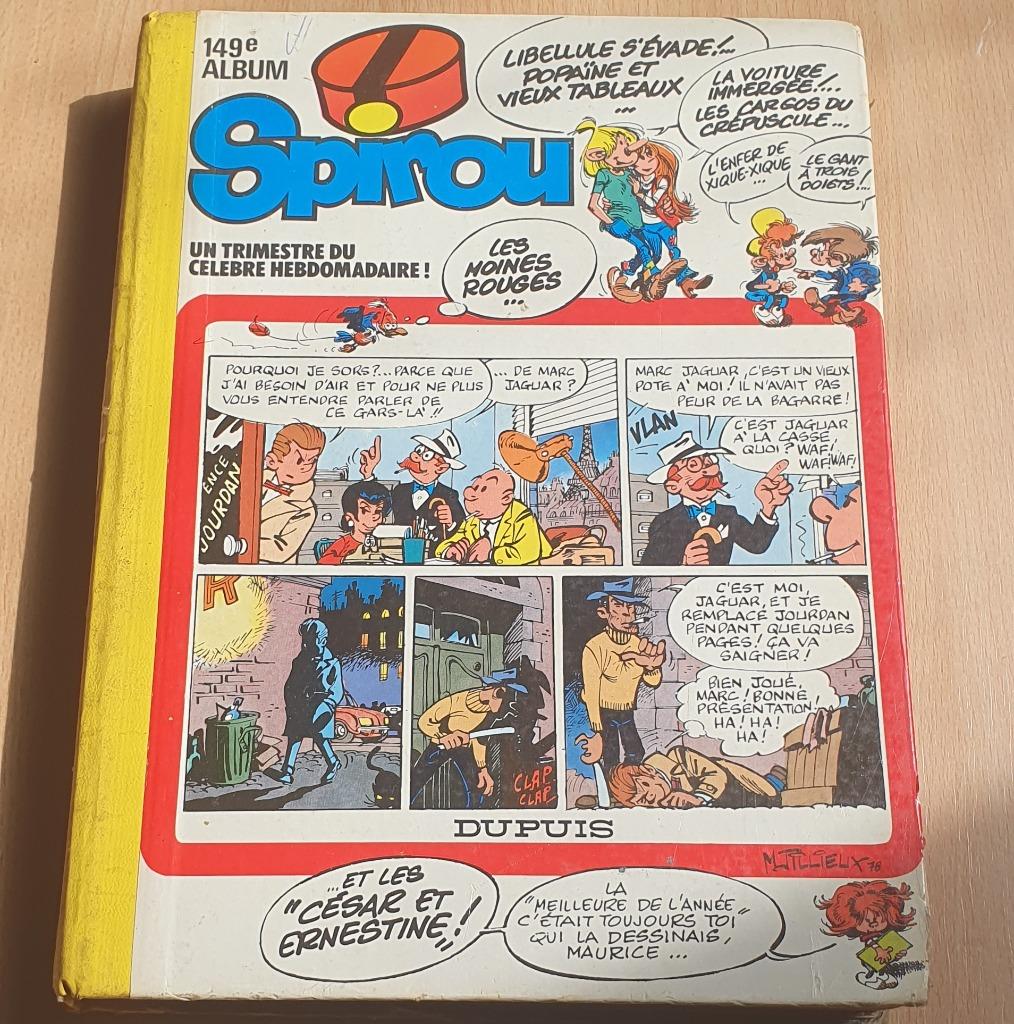 149e
ALBUM
Spirou
UN TRIMESTRE DU
CELEBRE HEBDOMADAIRE !
LIBELLULE S'ÉVADE!...
POPAÏNE ET
VIEUX TABLEAUX
...
LA VOITURE
IMMERGÉE!...
LES CARGOS DU
CRÉPUSCULE...
L'ENFER DE
XIQUE-XIQUE
...
LE GANT
À TROIS
DOIGTS!...
LES
MOINES
ROUGES
...
POURQUOI JE SORS?...PARCE QUE
J'AI BESOIN D'AIR ET POUR NE PLUS
VOUS ENTENDRE PARLER DE
CE GARS-LÀ!!
... DE MARC
JAGUAR?
ENCE
JOURDAN
MARC JAGUAR, C'EST UN VIEUX
POTE À MOI! IL N'AVAIT PAS
PEUR DE LA BAGARRE!
VLAN
C'EST JAGUAR
À LA CASSE,
QUOI? WAF!
WAF!WAF!
R
CLAP
CLAP
C'EST MOI,
JAGUAR, ET JE
REMPLACE JOURDAN
PENDANT QUELQUES
PAGES! ÇA VA
SAIGNER!
BIEN JOUÉ,
MARC! BONNE
PRÉSENTATION!
HA! HA!
HA!
DUPUIS
M. TILLIEUX 78
...ET LES
"CÉSAR ET
ERNESTINE"!
LA
"MEILLEURE DE L'ANNÉE"
C'ÉTAIT TOUJOURS TOI
QUI LA DESSINAIS,
MAURICE ...